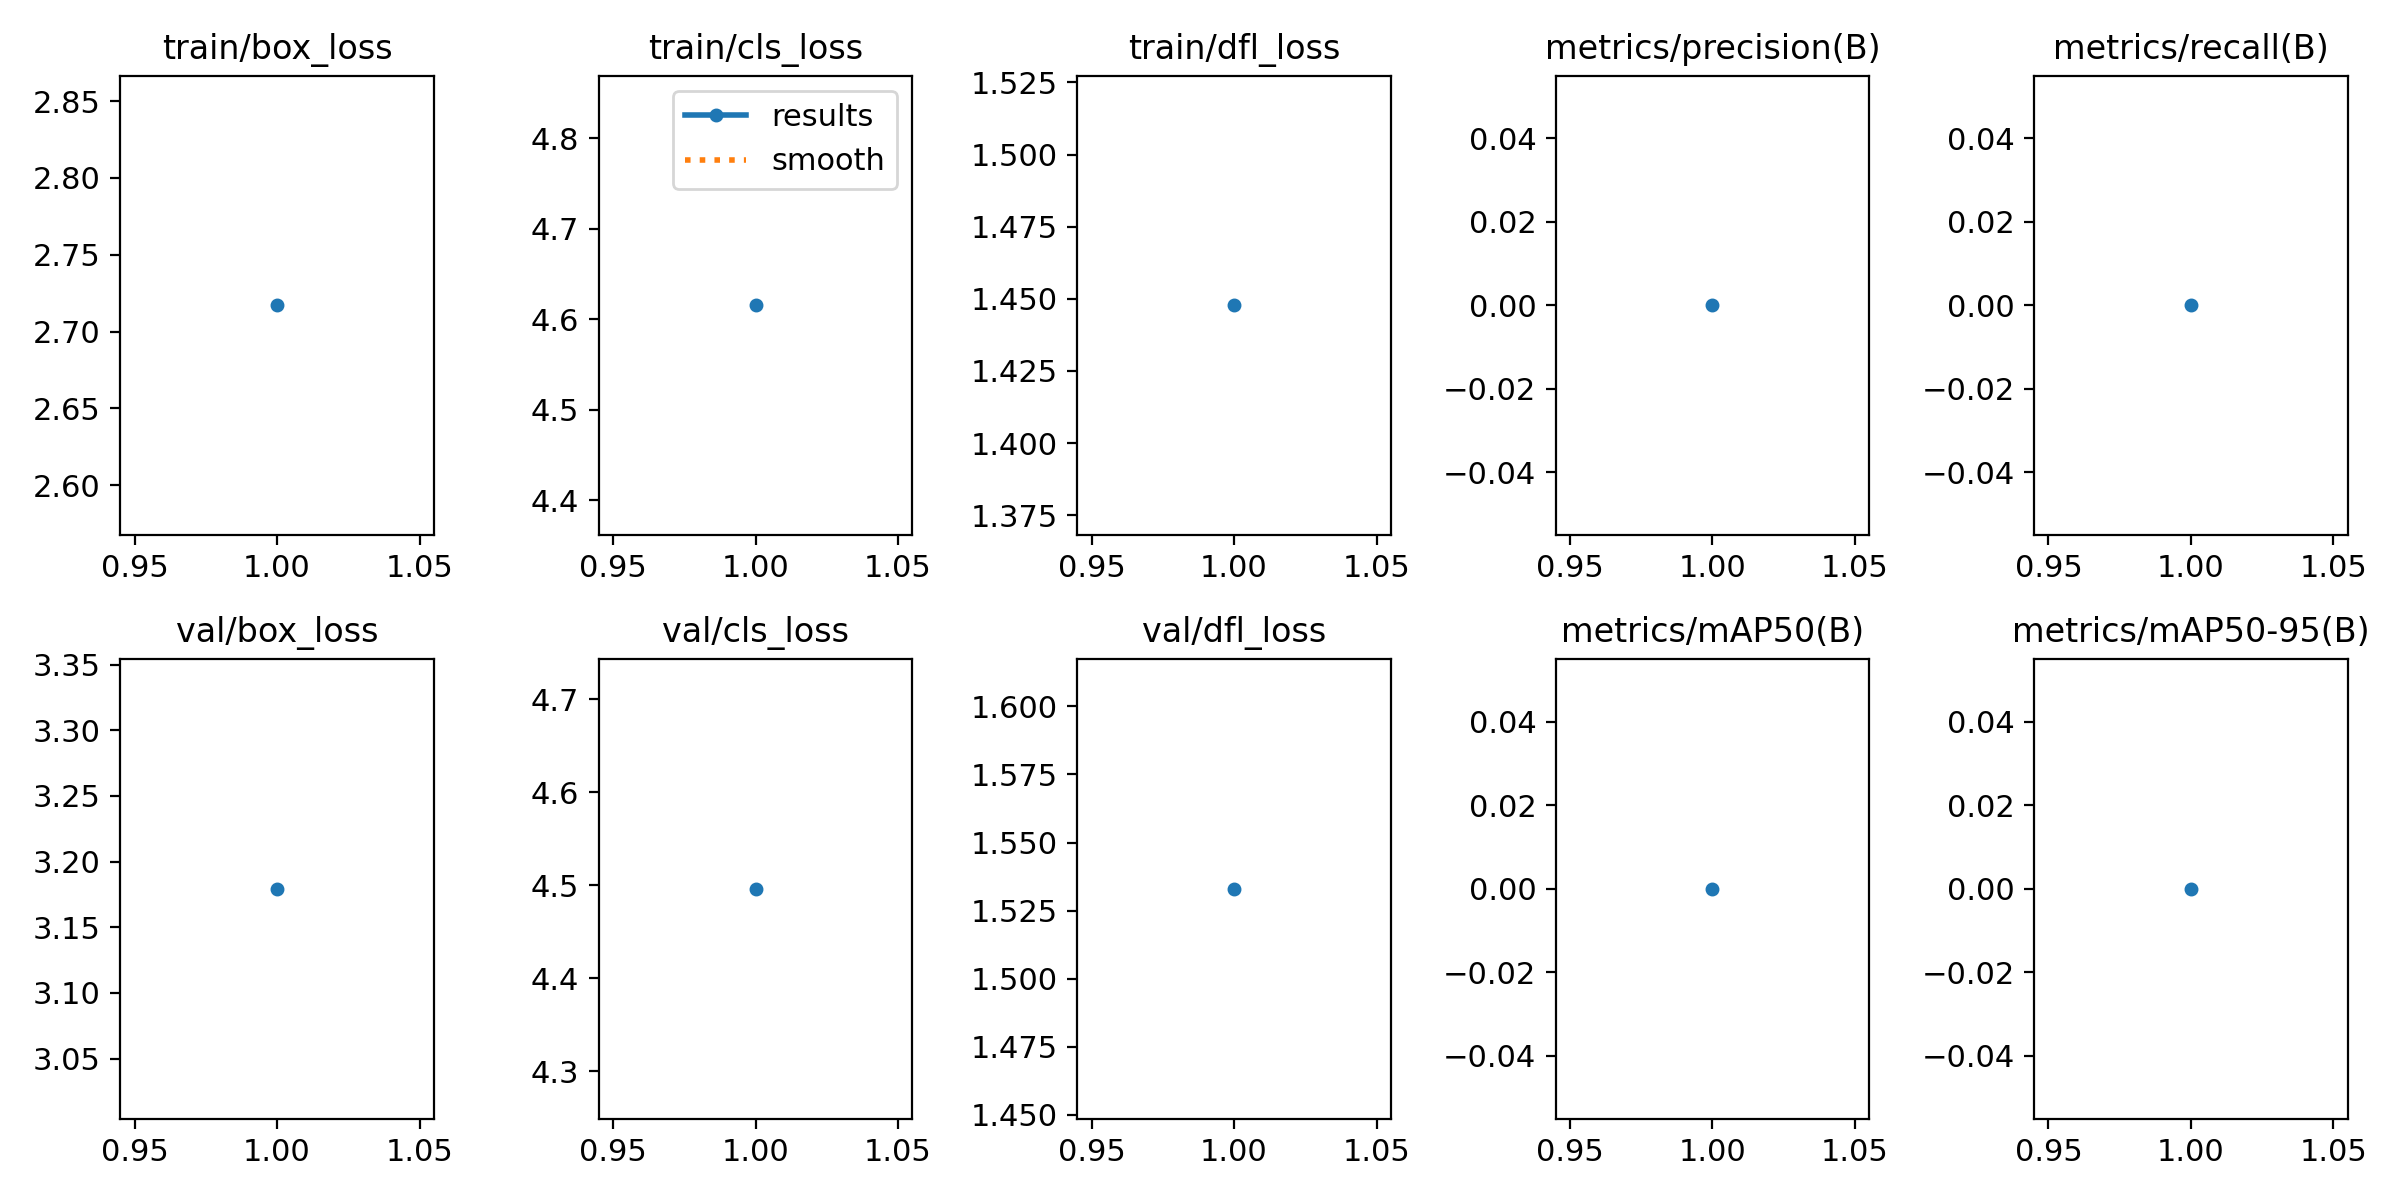 train/box_loss
2.85
2.80
2.75
2.70
2.65
2.60
0.95 1.00 1.05
train/cls_loss
results
smooth
4.8
4.7
4.6
4.5
4.4
0.95 1.00 1.05
train/dfl_loss
1.525
1.500
1.475
1.450
1.425
1.400
1.375
0.95 1.00 1.05
metrics/precision(B)
0.04
0.02
0.00
−0.02
−0.04
0.95 1.00 1.05
metrics/recall(B)
0.04
0.02
0.00
−0.02
−0.04
0.95 1.00 1.05
val/box_loss
3.35
3.30
3.25
3.20
3.15
3.10
3.05
0.95 1.00 1.05
val/cls_loss
4.7
4.6
4.5
4.4
4.3
0.95 1.00 1.05
val/dfl_loss
1.600
1.575
1.550
1.525
1.500
1.475
1.450
0.95 1.00 1.05
metrics/mAP50(B)
0.04
0.02
0.00
−0.02
−0.04
0.95 1.00 1.05
metrics/mAP50-95(B)
0.04
0.02
0.00
−0.02
−0.04
0.95 1.00 1.05